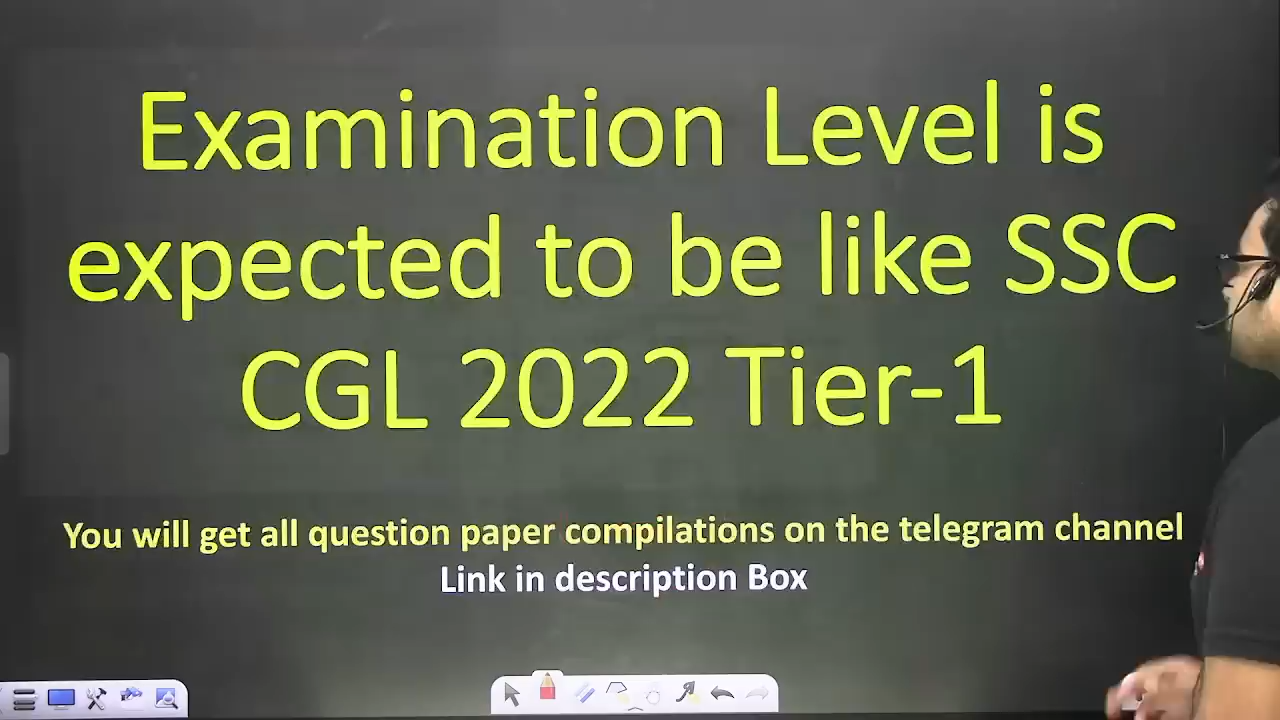 Examination Level is
expected to be like SSC
CGL 2022 Tier-1
You will get all question paper compilations on the telegram channel
Link in description Box